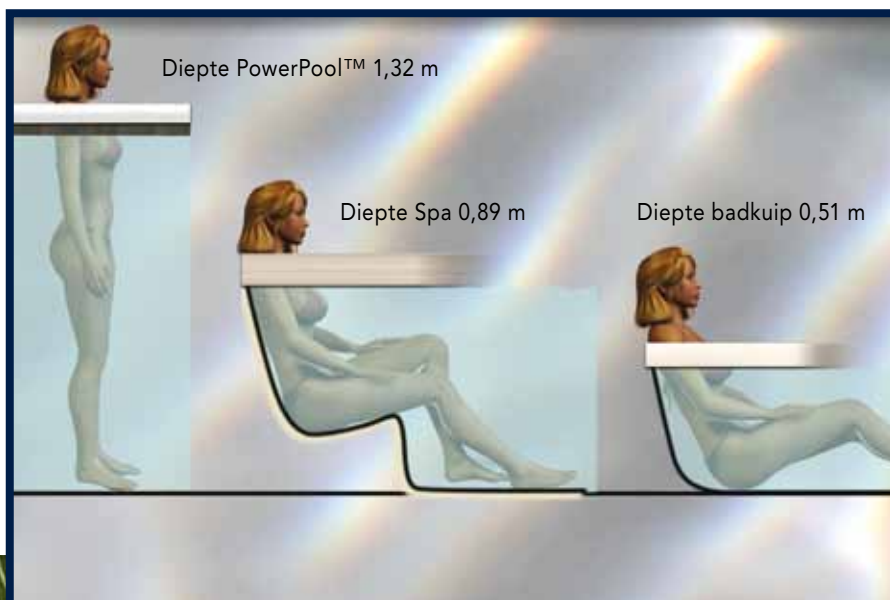 Diepte PowerPool™ 1,32 m
Diepte Spa 0,89 m
Diepte badkuip 0,51 m